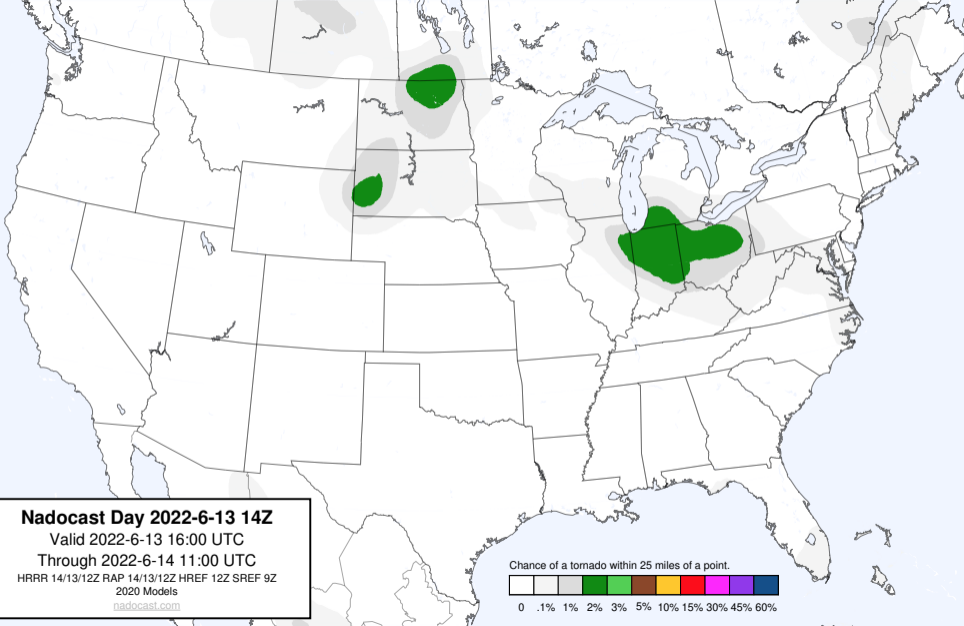 Nadocast Day 2022-6-13 14Z
Valid 2022-6-13 16:00 UTC
Through 2022-6-14 11:00 UTC
HRRR 14/13/12Z RAP 14/13/12Z HREF 12Z SREF 9Z
2020 Models
nadocast.com
Chance of a tornado within 25 miles of a point.
0 .1% 1% 2% 3% 5% 10% 15% 30% 45% 60%